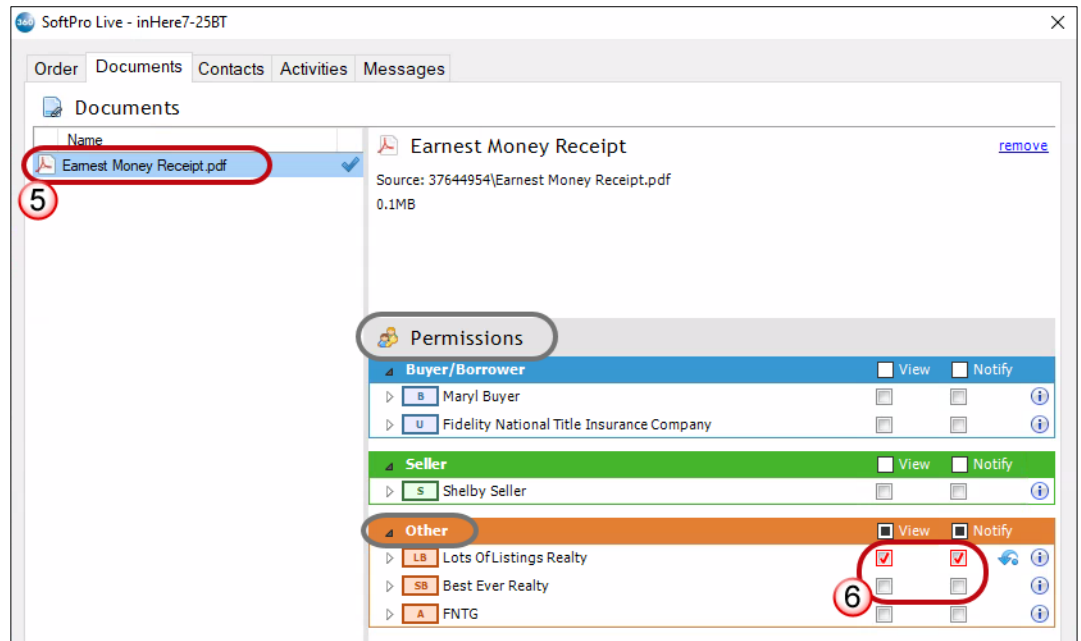 360 SoftPro Live - inHere7-25BT
Order Documents Contacts Activities Messages
Documents
Name
Earnest Money Receipt.pdf
5
Earnest Money Receipt remove
Source: 37644954\Earnest Money Receipt.pdf
0.1MB
Permissions
Buyer/Borrower View Notify
B Maryl Buyer
U Fidelity National Title Insurance Company
Seller View Notify
S Shelby Seller
Other View Notify
LB Lots Of Listings Realty
SB Best Ever Realty
6
A FNTG